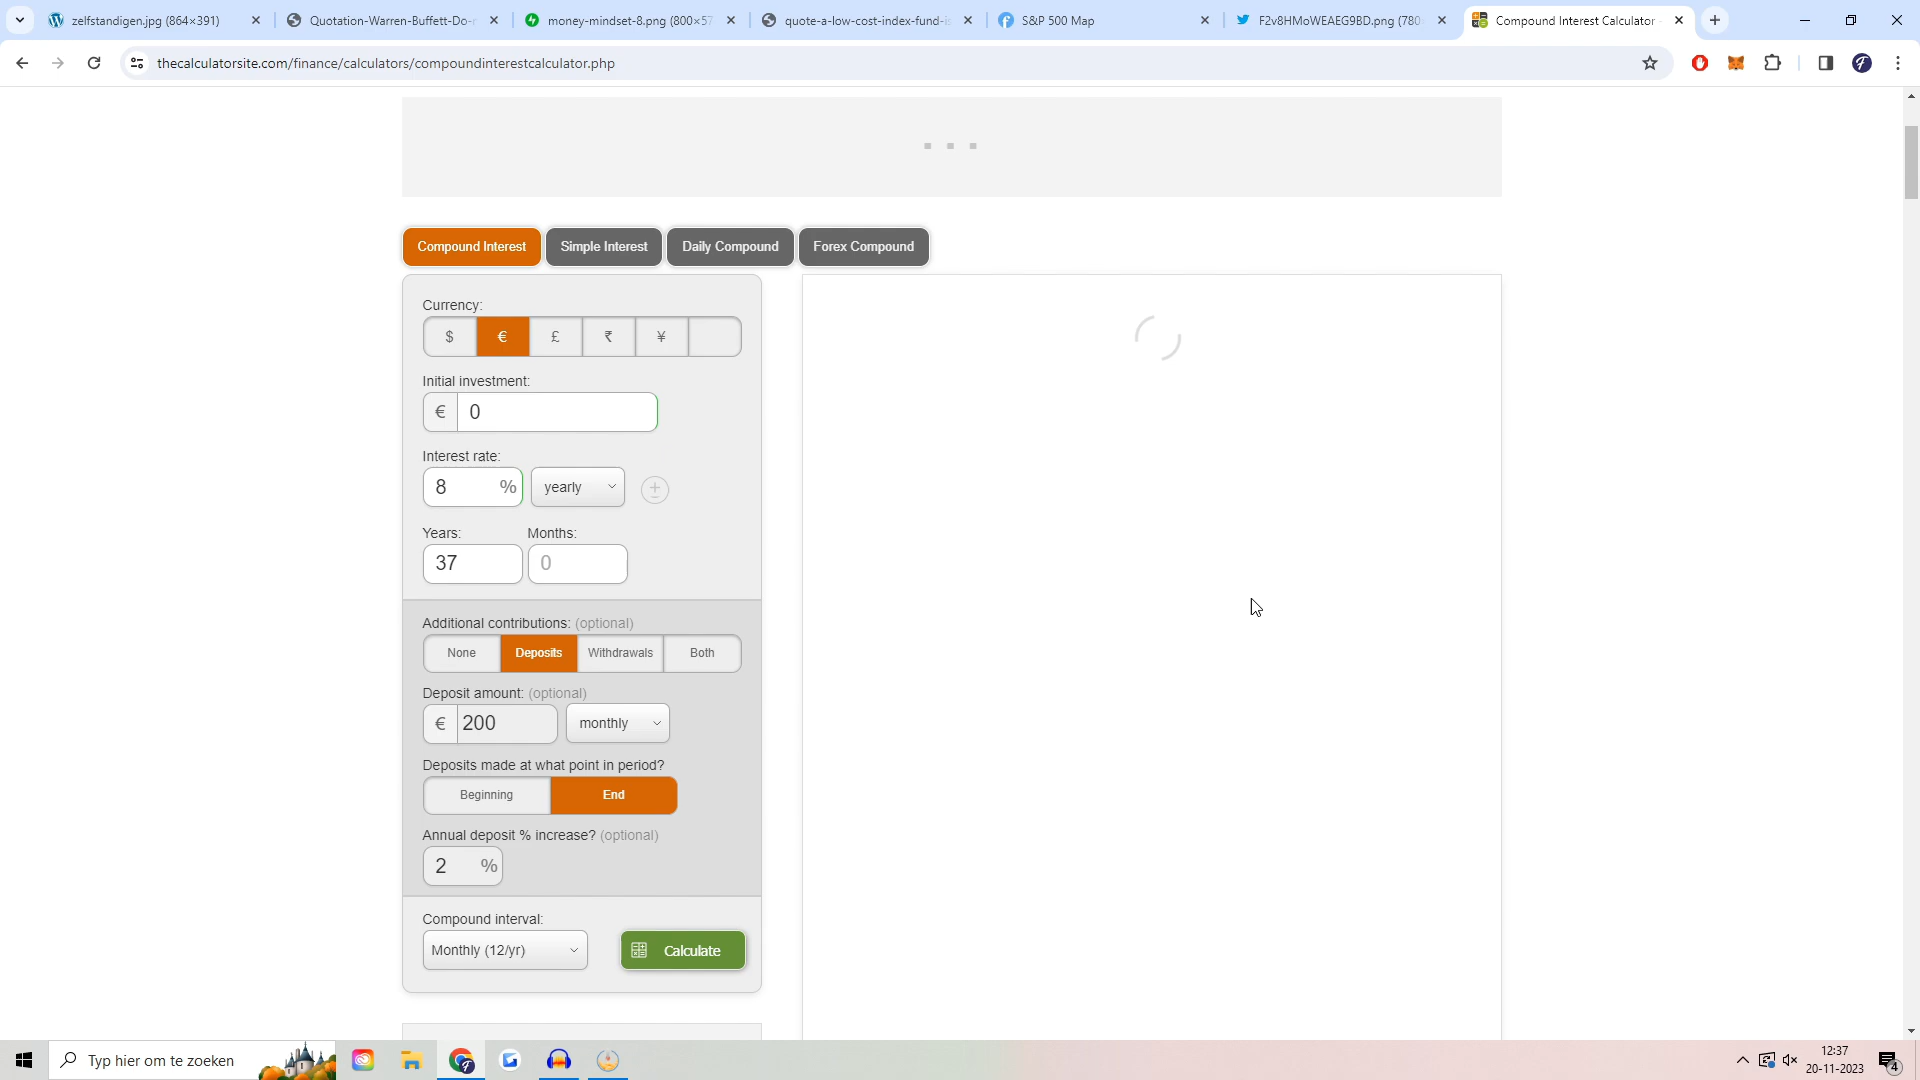 zelfstandigen.jpg (864×391)
Quotation-Warren-Buffett-Do-n
money-mindset-8.png (800×57
quote-a-low-cost-index-fund-is
S&P 500 Map
F2v8HMoWEAEG9BD.png (780
Compound Interest Calculator
thecalculatorsite.com/finance/calculators/compoundinterestcalculator.php
Compound Interest
Simple Interest
Daily Compound
Forex Compound
Currency:
$ € £ ₹ ¥
Initial investment:
€ 0
Interest rate:
8 % yearly
Years: Months:
37 0
Additional contributions: (optional)
None Deposits Withdrawals Both
Deposit amount: (optional)
€ 200 monthly
Deposits made at what point in period?
Beginning End
Annual deposit % increase? (optional)
2 %
Compound interval:
Monthly (12/yr) Calculate
Typ hier om te zoeken
12:37
20-11-2023
4